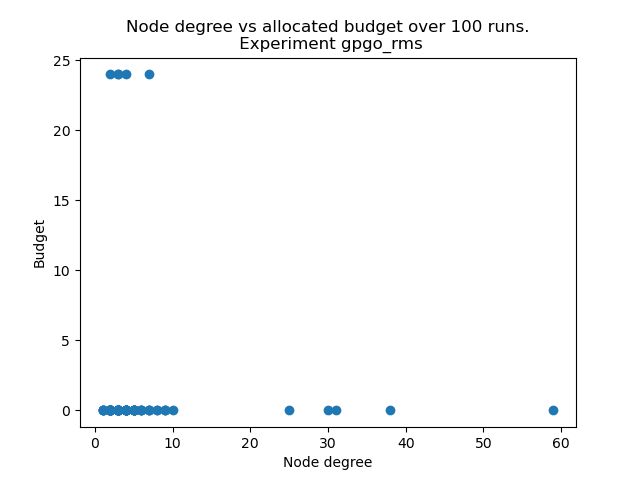 Node degree vs allocated budget over 100 runs.
Experiment gpgo_rms
25
20
15
10
5
0
Budget
0 10 20 30 40 50 60
Node degree